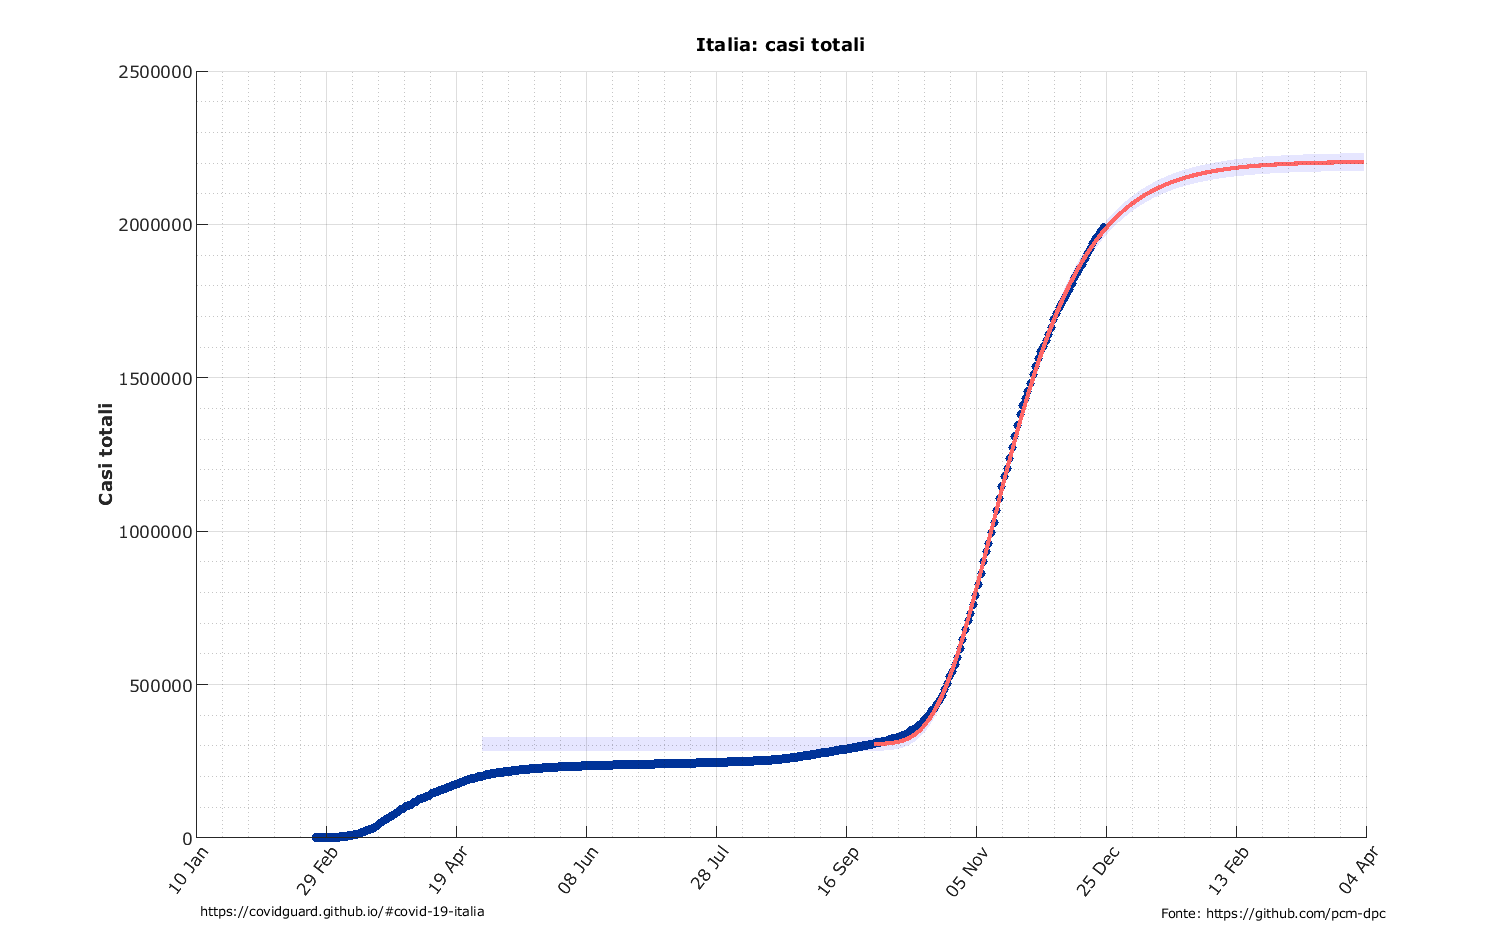 Italia: casi totali
2500000
2000000
1500000
1000000
500000
0
Casi totali
10 Jan
29 Feb
19 Apr
08 Jun
28 Jul
16 Sep
05 Nov
25 Dec
13 Feb
04 Apr
https://covidguard.github.io/#covid-19-italia
Fonte: https://github.com/pcm-dpc